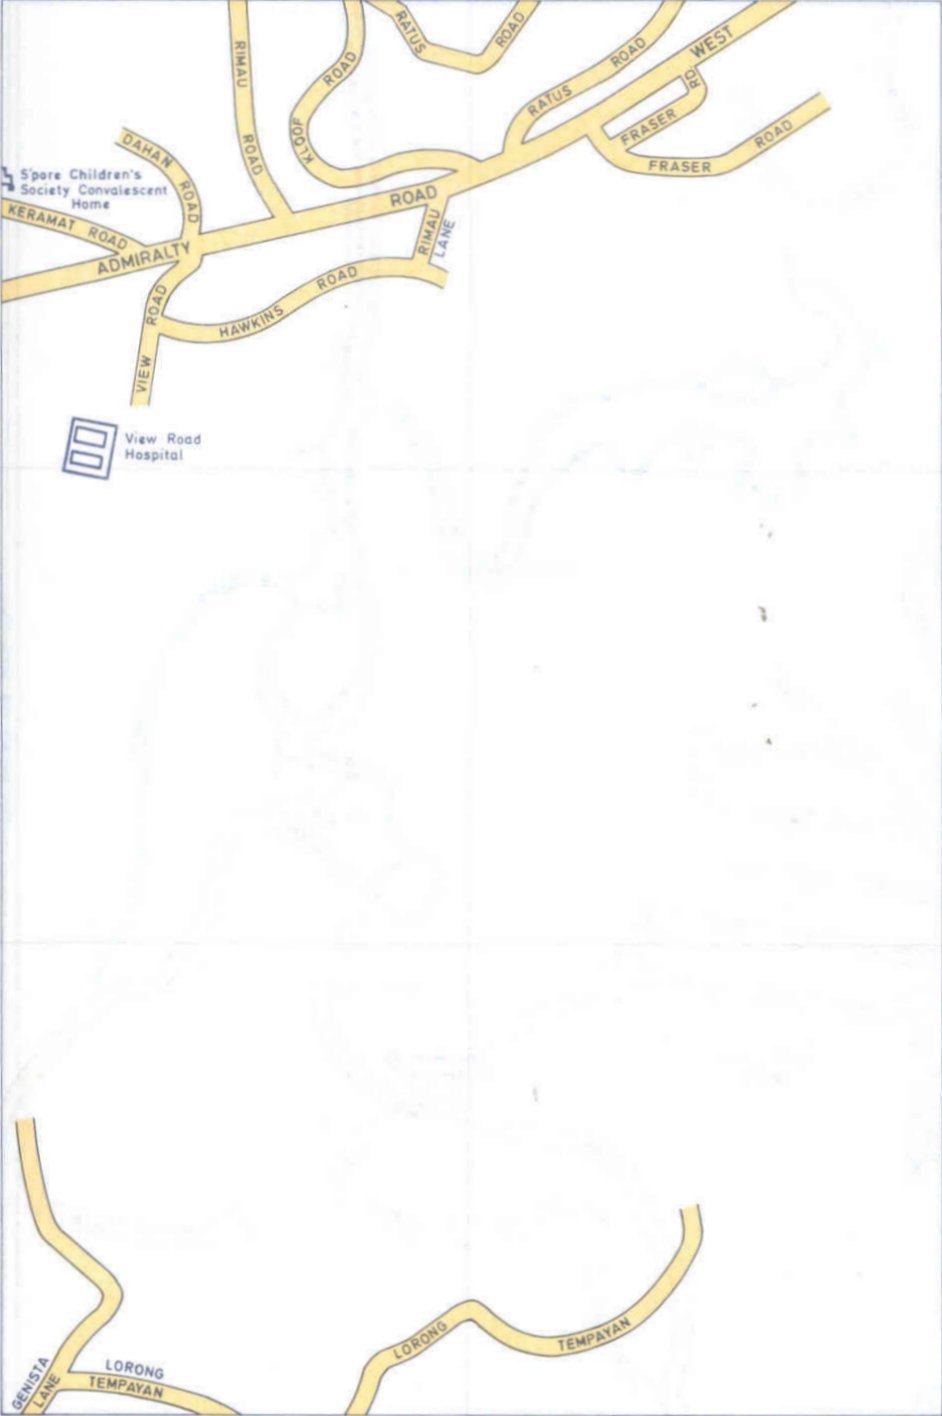 RATUS
ROAD
RIMAU
ROAD
KLOOF
ROAD
RATUS
ROAD
WEST
FRASER
RD
FRASER
ROAD
DAHAN
ROAD
S'pore Children's
Society Convalescent
Home
KERAMAT ROAD
ADMIRALTY
ROAD
RIMAU
LANE
HAWKINS
ROAD
VIEW
ROAD
View Road
Hospital
GENISTA
LANE
LORONG
TEMPAYAN
LORONG
TEMPAYAN